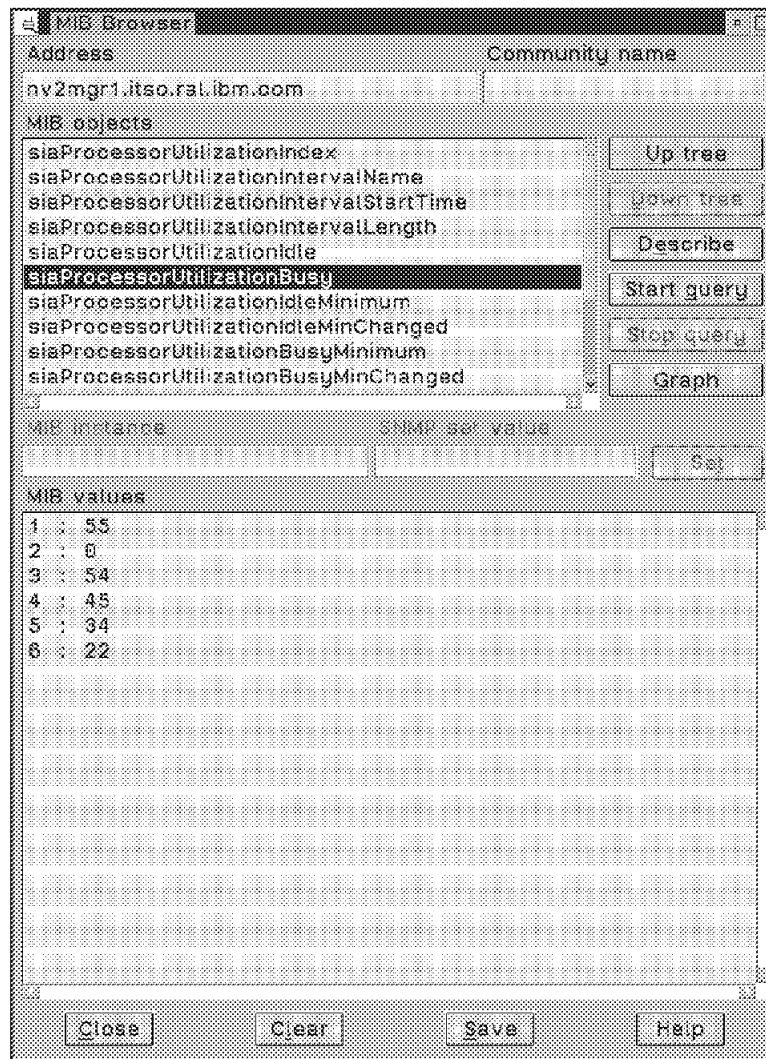 MIB Browser
Address
Community name
nv2mgr1.itso.ral.ibm.com
MIB objects
siaProcessorUtilizationIndex
siaProcessorUtilizationIntervalName
siaProcessorUtilizationIntervalStartTime
siaProcessorUtilizationIntervalLength
siaProcessorUtilizationIdle
siaProcessorUtilizationBusy
siaProcessorUtilizationIdleMinimum
siaProcessorUtilizationIdleMinChanged
siaProcessorUtilizationBusyMinimum
siaProcessorUtilizationBusyMinChanged
Up tree
Down tree
Describe
Start query
Stop query
Graph
MIB instance
SNMP set value
Set
MIB values
1 : 55
2 : 0
3 : 54
4 : 45
5 : 34
6 : 22
Close
Clear
Save
Help